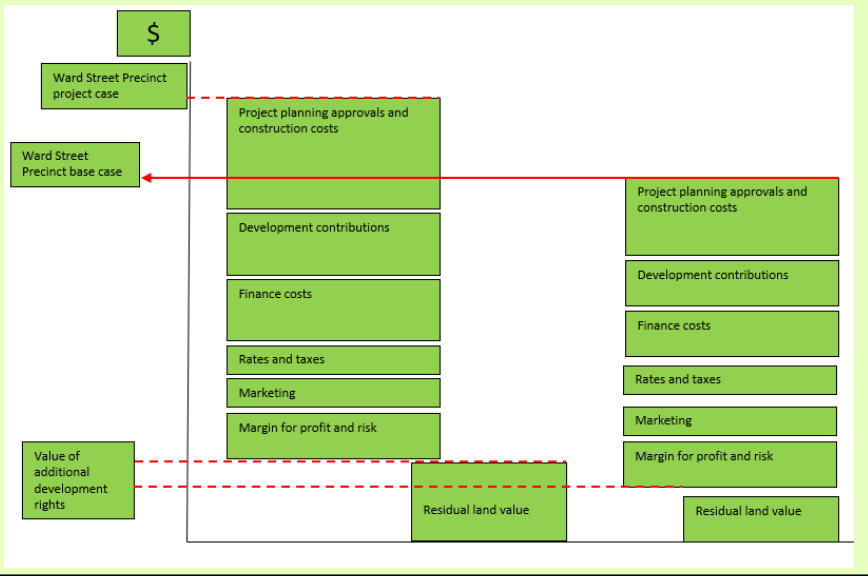 $
Ward Street Precinct
project case
Project planning approvals and
construction costs
Ward Street
Precinct base case
Project planning approvals and
construction costs
Development contributions
Development contributions
Finance costs
Finance costs
Rates and taxes
Rates and taxes
Marketing
Marketing
Margin for profit and risk
Margin for profit and risk
Value of
additional
development
rights
Residual land value
Residual land value